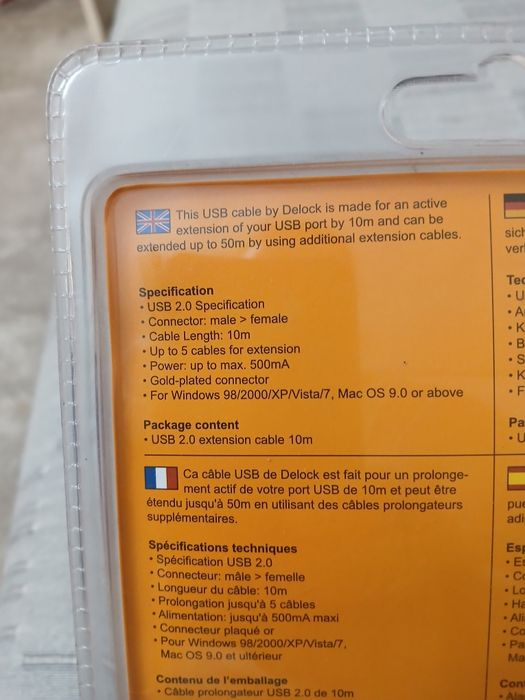 This USB cable by Delock is made for an active
extension of your USB port by 10m and can be
extended up to 50m by using additional extension cables.
Specification
• USB 2.0 Specification
• Connector: male > female
• Cable Length: 10m
• Up to 5 cables for extension
• Power: up to max. 500mA
• Gold-plated connector
• For Windows 98/2000/XP/Vista/7, Mac OS 9.0 or above
Package content
• USB 2.0 extension cable 10m
Ca câble USB de Delock est fait pour un prolonge-
ment actif de votre port USB de 10m et peut être
étendu jusqu'à 50m en utilisant des câbles prolongateurs
supplémentaires.
Spécifications techniques
• Spécification USB 2.0
• Connecteur: mâle > femelle
• Longueur du câble: 10m
• Prolongation jusqu'à 5 câbles
• Alimentation: jusqu'à 500mA maxi
• Connecteur plaqué or
• Pour Windows 98/2000/XP/Vista/7,
Mac OS 9.0 et ultérieur
Contenu de l'emballage
• Câble prolongateur USB 2.0 de 10m